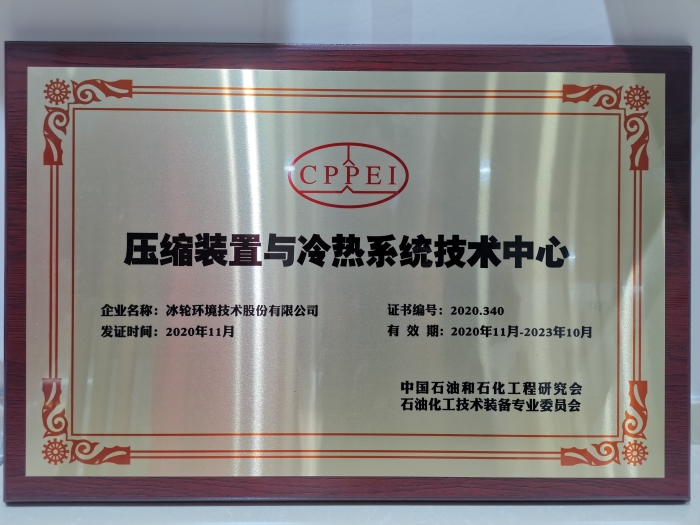 CPPEI
压缩装置与冷热系统技术中心
企业名称：冰轮环境技术股份有限公司 证书编号：2020.340
发证时间：2020年11月 有 效 期：2020年11月-2023年10月
中国石油和石化工程研究会
石油化工技术装备专业委员会